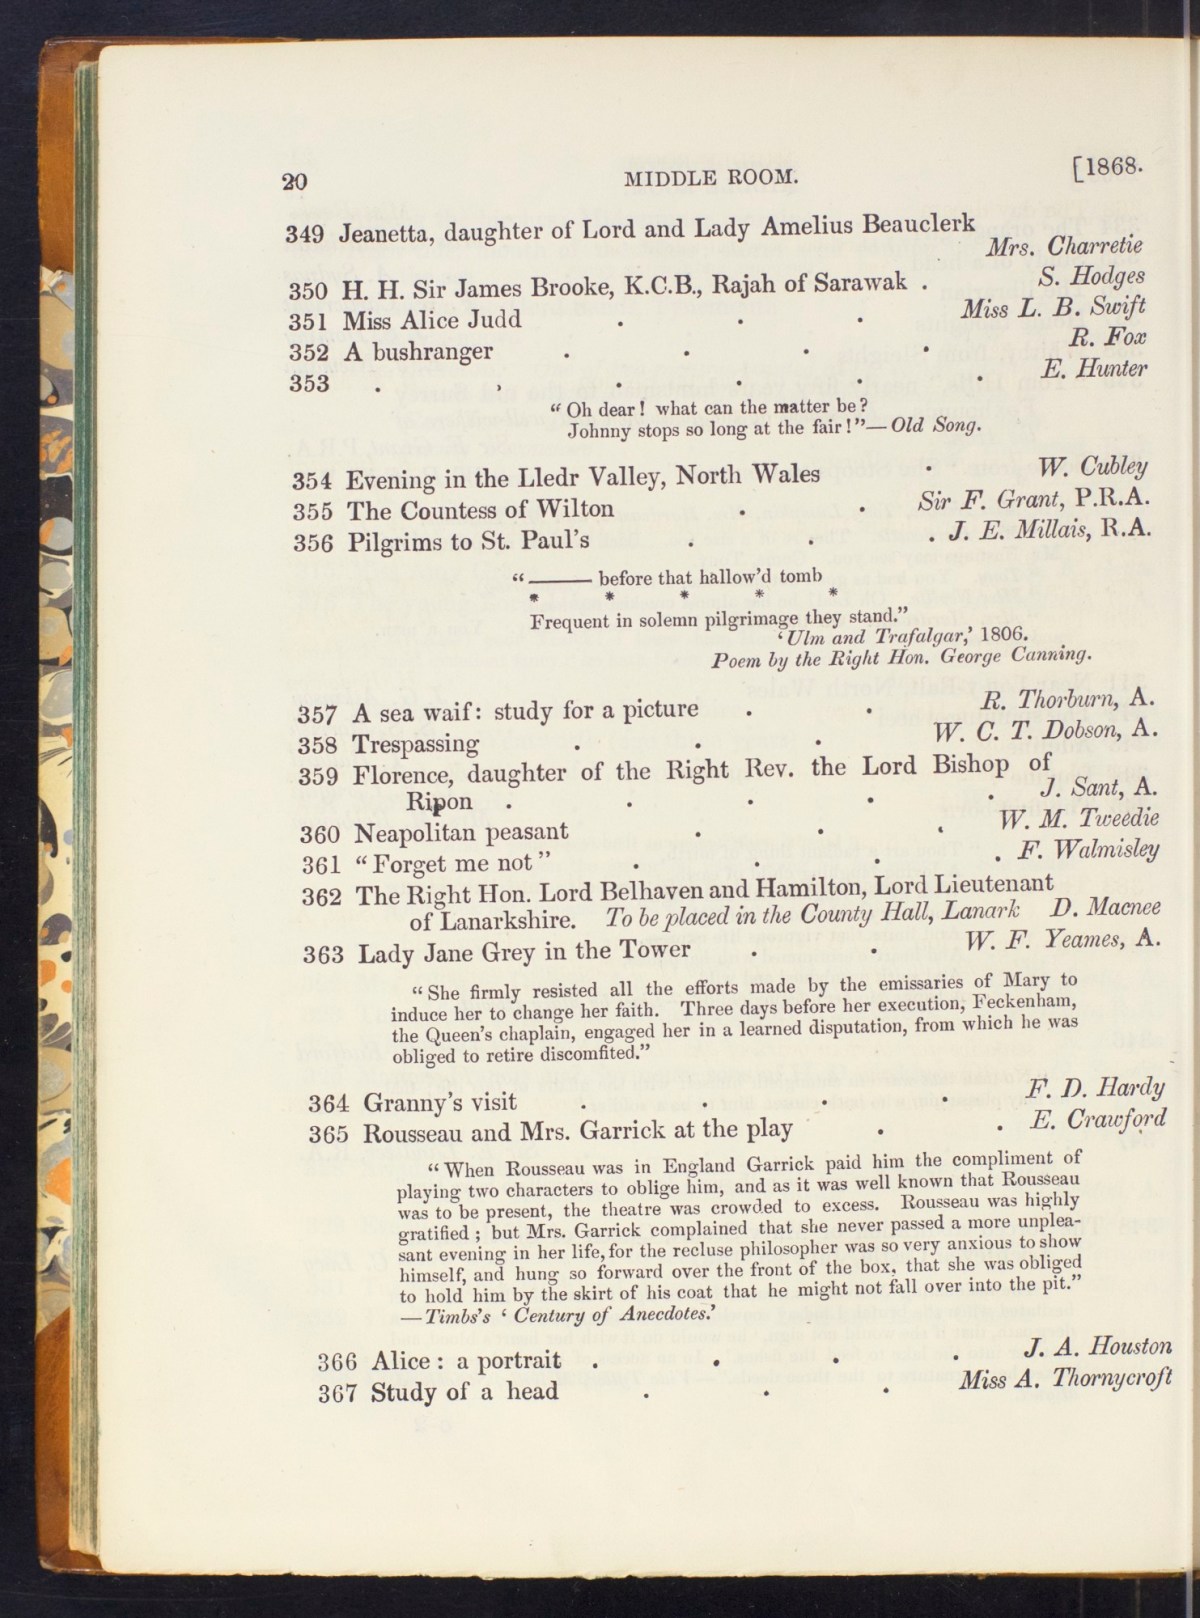 20 MIDDLE ROOM. [1868.
349 Jeanetta, daughter of Lord and Lady Amelius Beauclerk
Mrs. Charretie
350 H. H. Sir James Brooke, K.C.B., Rajah of Sarawak . S. Hodges
351 Miss Alice Judd . . . Miss L. B. Swift
352 A bushranger . . . . R. Fox
353 . . . . . . E. Hunter
“Oh dear! what can the matter be?
Johnny stops so long at the fair!”—Old Song.
354 Evening in the Lledr Valley, North Wales . W. Cubley
355 The Countess of Wilton . . Sir F. Grant, P.R.A.
356 Pilgrims to St. Paul’s . . . J. E. Millais, R.A.
“——— before that hallow’d tomb
* * * * *
Frequent in solemn pilgrimage they stand.”
‘Ulm and Trafalgar,’ 1806.
Poem by the Right Hon. George Canning.
357 A sea waif: study for a picture . . R. Thorburn, A.
358 Trespassing . . . W. C. T. Dobson, A.
359 Florence, daughter of the Right Rev. the Lord Bishop of
Ripon . . . . . J. Sant, A.
360 Neapolitan peasant . . . W. M. Tweedie
361 “Forget me not” . . . . F. Walmisley
362 The Right Hon. Lord Belhaven and Hamilton, Lord Lieutenant
of Lanarkshire. To be placed in the County Hall, Lanark D. Macnee
363 Lady Jane Grey in the Tower . . W. F. Yeames, A.
“She firmly resisted all the efforts made by the emissaries of Mary to
induce her to change her faith. Three days before her execution, Feckenham,
the Queen’s chaplain, engaged her in a learned disputation, from which he was
obliged to retire discomfited.”
364 Granny’s visit . . . . F. D. Hardy
365 Rousseau and Mrs. Garrick at the play . . E. Crawford
“When Rousseau was in England Garrick paid him the compliment of
playing two characters to oblige him, and as it was well known that Rousseau
was to be present, the theatre was crowded to excess. Rousseau was highly
gratified; but Mrs. Garrick complained that she never passed a more unplea-
sant evening in her life, for the recluse philosopher was so very anxious to show
himself, and hung so forward over the front of the box, that she was obliged
to hold him by the skirt of his coat that he might not fall over into the pit.”
—Timbs’s ‘Century of Anecdotes.’
366 Alice: a portrait . . . . J. A. Houston
367 Study of a head . . . Miss A. Thornycroft